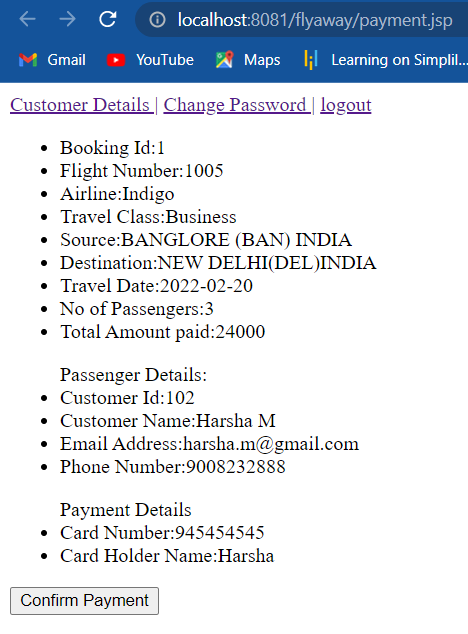 localhost:8081/flyaway/payment.jsp
Gmail YouTube Maps Learning on Simplil...
Customer Details | Change Password | logout
Booking Id:1
Flight Number:1005
Airline:Indigo
Travel Class:Business
Source:BANGLORE (BAN) INDIA
Destination:NEW DELHI(DEL)INDIA
Travel Date:2022-02-20
No of Passengers:3
Total Amount paid:24000
Passenger Details:
Customer Id:102
Customer Name:Harsha M
Email Address:harsha.m@gmail.com
Phone Number:9008232888
Payment Details
Card Number:945454545
Card Holder Name:Harsha
Confirm Payment